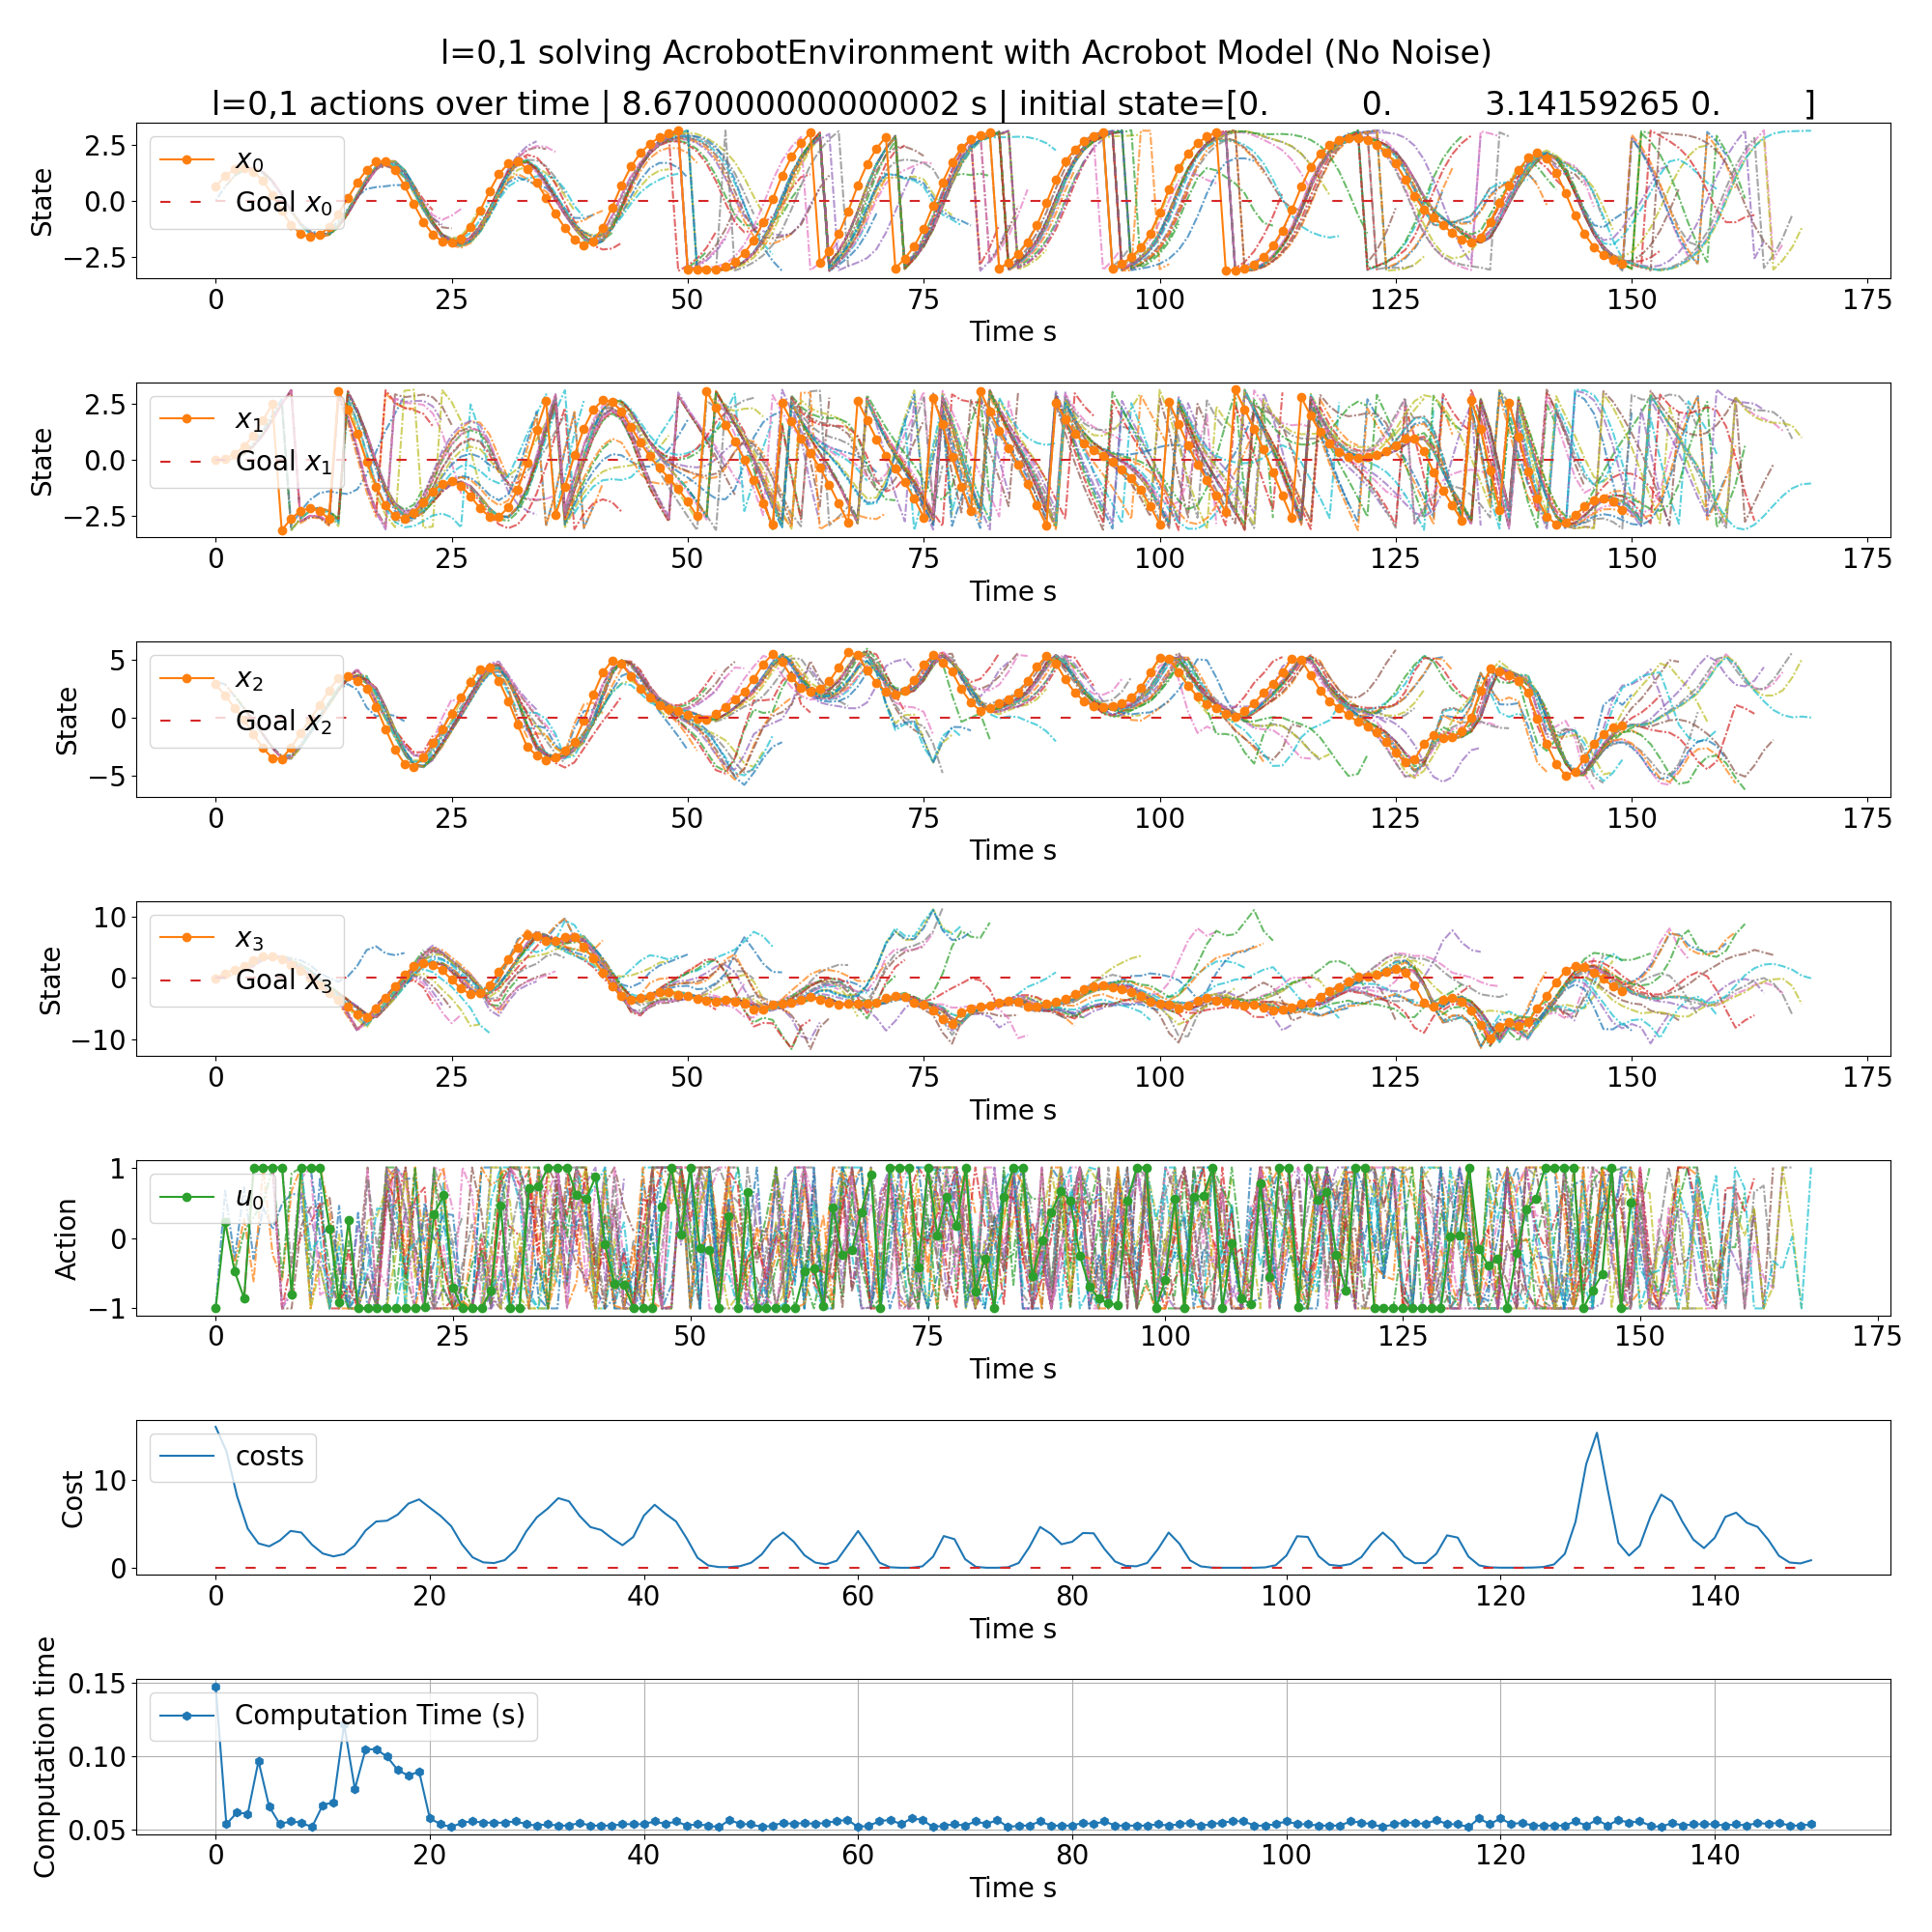 l=0,1 solving AcrobotEnvironment with Acrobot Model (No Noise)
l=0,1 actions over time | 8.670000000000002 s | initial state=[0. 0. 3.14159265 0. ]
State
2.5
0.0
−2.5
x0
Goal x0
0 25 50 75 100 125 150 175
Time s
State
2.5
0.0
−2.5
x1
Goal x1
0 25 50 75 100 125 150 175
Time s
State
5
0
−5
x2
Goal x2
0 25 50 75 100 125 150 175
Time s
State
10
0
−10
x3
Goal x3
0 25 50 75 100 125 150 175
Time s
Action
1
0
−1
u0
0 25 50 75 100 125 150 175
Time s
Cost
10
0
costs
0 20 40 60 80 100 120 140
Time s
Computation time
0.15
0.10
0.05
Computation Time (s)
0 20 40 60 80 100 120 140
Time s